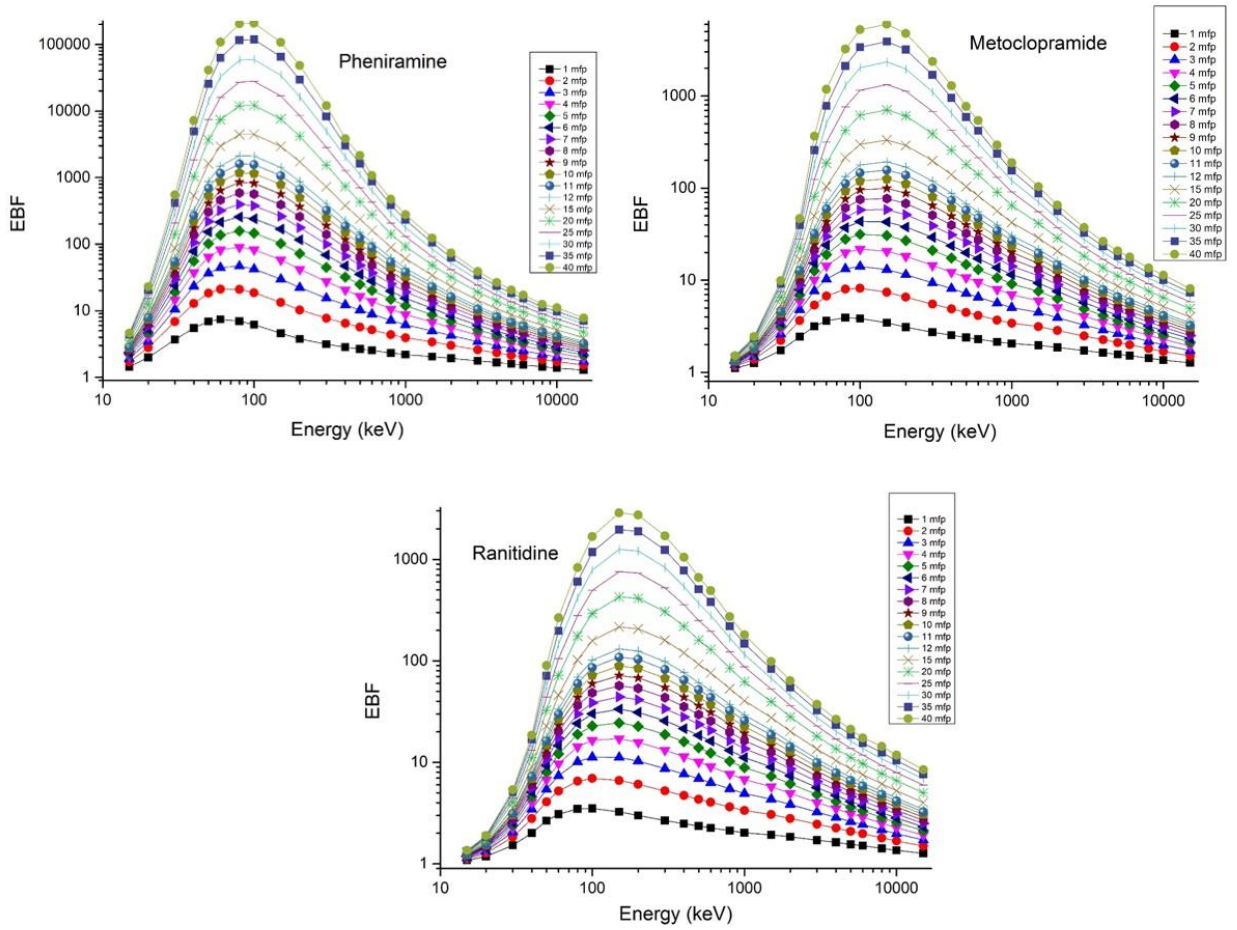 Pheniramine
EBF
100000
10000
1000
100
10
1
10 100 1000 10000
Energy (keV)
1 mfp
2 mfp
3 mfp
4 mfp
5 mfp
6 mfp
7 mfp
8 mfp
9 mfp
10 mfp
11 mfp
12 mfp
15 mfp
20 mfp
25 mfp
30 mfp
35 mfp
40 mfp
Metoclopramide
EBF
1000
100
10
1
10 100 1000 10000
Energy (keV)
1 mfp
2 mfp
3 mfp
4 mfp
5 mfp
6 mfp
7 mfp
8 mfp
9 mfp
10 mfp
11 mfp
12 mfp
15 mfp
20 mfp
25 mfp
30 mfp
35 mfp
40 mfp
Ranitidine
EBF
1000
100
10
1
10 100 1000 10000
Energy (keV)
1 mfp
2 mfp
3 mfp
4 mfp
5 mfp
6 mfp
7 mfp
8 mfp
9 mfp
10 mfp
11 mfp
12 mfp
15 mfp
20 mfp
25 mfp
30 mfp
35 mfp
40 mfp